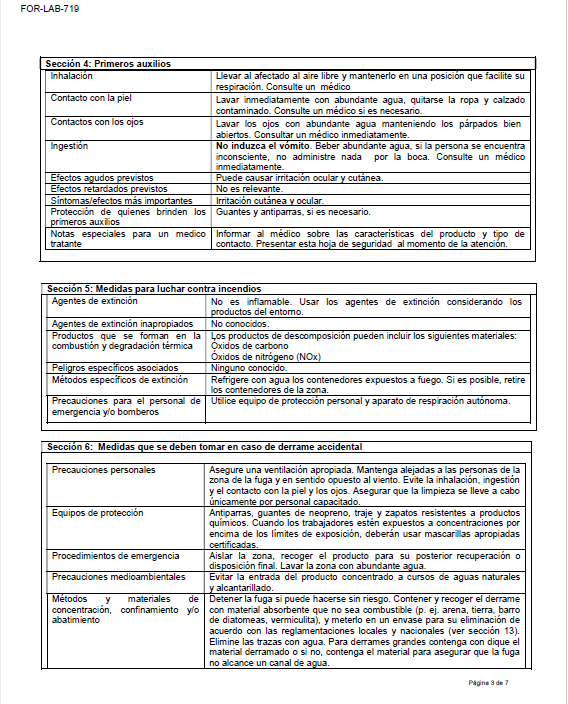 FOR-LAB-719
Sección 4: Primeros auxilios
Inhalación
Llevar al afectado al aire libre y mantenerlo en una posición que facilite su
respiración. Consulte un médico
Contacto con la piel
Lavar inmediatamente con abundante agua, quitarse la ropa y calzado
contaminado. Consulte un médico si es necesario.
Contactos con los ojos
Lavar los ojos con abundante agua manteniendo los párpados bien
abiertos. Consultar un médico inmediatamente.
Ingestión
No induzca el vómito. Beber abundante agua, si la persona se encuentra
inconsciente, no administre nada por la boca. Consulte un médico
inmediatamente.
Efectos agudos previstos
Puede causar irritación ocular y cutánea.
Efectos retardados previstos
No es relevante.
Síntomas/efectos más importantes
Irritación cutánea y ocular.
Protección de quienes brinden los
primeros auxilios
Guantes y antiparras, si es necesario.
Notas especiales para un medico
tratante
Informar al médico sobre las características del producto y tipo de
contacto. Presentar esta hoja de seguridad al momento de la atención.
Sección 5: Medidas para luchar contra incendios
Agentes de extinción
No es inflamable. Usar los agentes de extinción considerando los
productos del entorno.
Agentes de extinción inapropiados
No conocidos.
Productos que se forman en la
combustión y degradación térmica
Los productos de descomposición pueden incluir los siguientes materiales:
Óxidos de carbono
Óxidos de nitrógeno (NOx)
Peligros específicos asociados
Ninguno conocido.
Métodos específicos de extinción
Refrigere con agua los contenedores expuestos a fuego. Si es posible, retire
los contenedores de la zona.
Precauciones para el personal de
emergencia y/o bomberos
Utilice equipo de protección personal y aparato de respiración autónoma.
Sección 6: Medidas que se deben tomar en caso de derrame accidental
Precauciones personales
Asegure una ventilación apropiada. Mantenga alejadas a las personas de la
zona de la fuga y en sentido opuesto al viento. Evite la inhalación, ingestión
y el contacto con la piel y los ojos. Asegurar que la limpieza se lleve a cabo
únicamente por personal capacitado.
Equipos de protección
Antiparras, guantes de neopreno, traje y zapatos resistentes a productos
químicos. Cuando los trabajadores estén expuestos a concentraciones por
encima de los límites de exposición, deberán usar mascarillas apropiadas
certificadas.
Procedimientos de emergencia
Aislar la zona, recoger el producto para su posterior recuperación o
disposición final. Lavar la zona con abundante agua.
Precauciones medioambientales
Evitar la entrada del producto concentrado a cursos de aguas naturales
y alcantarillado.
Métodos y materiales de
concentración, confinamiento y/o
abatimiento
Detener la fuga si puede hacerse sin riesgo. Contener y recoger el derrame
con material absorbente que no sea combustible (p. ej. arena, tierra, barro
de diatomeas, vermiculita), y meterlo en un envase para su eliminación de
acuerdo con las reglamentaciones locales y nacionales (ver sección 13).
Elimine las trazas con agua. Para derrames grandes contenga con dique el
material derramado o si no, contenga el material para asegurar que la fuga
no alcance un canal de agua.
Página 3 de 7